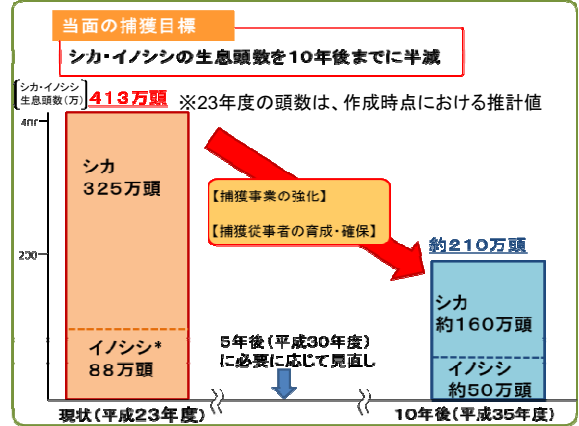 当面の捕獲目標
シカ・イノシシの生息頭数を10年後までに半減
シカ・イノシシ
生息頭数(万)
413万頭
※23年度の頭数は、作成時点における推計値
400
シカ
325万頭
【捕獲事業の強化】
【捕獲従事者の育成・確保】
約210万頭
200
シカ
約160万頭
イノシシ*
88万頭
5年後(平成30年度)
に必要に応じて見直し
イノシシ
約50万頭
現状(平成23年度)
10年後(平成35年度)